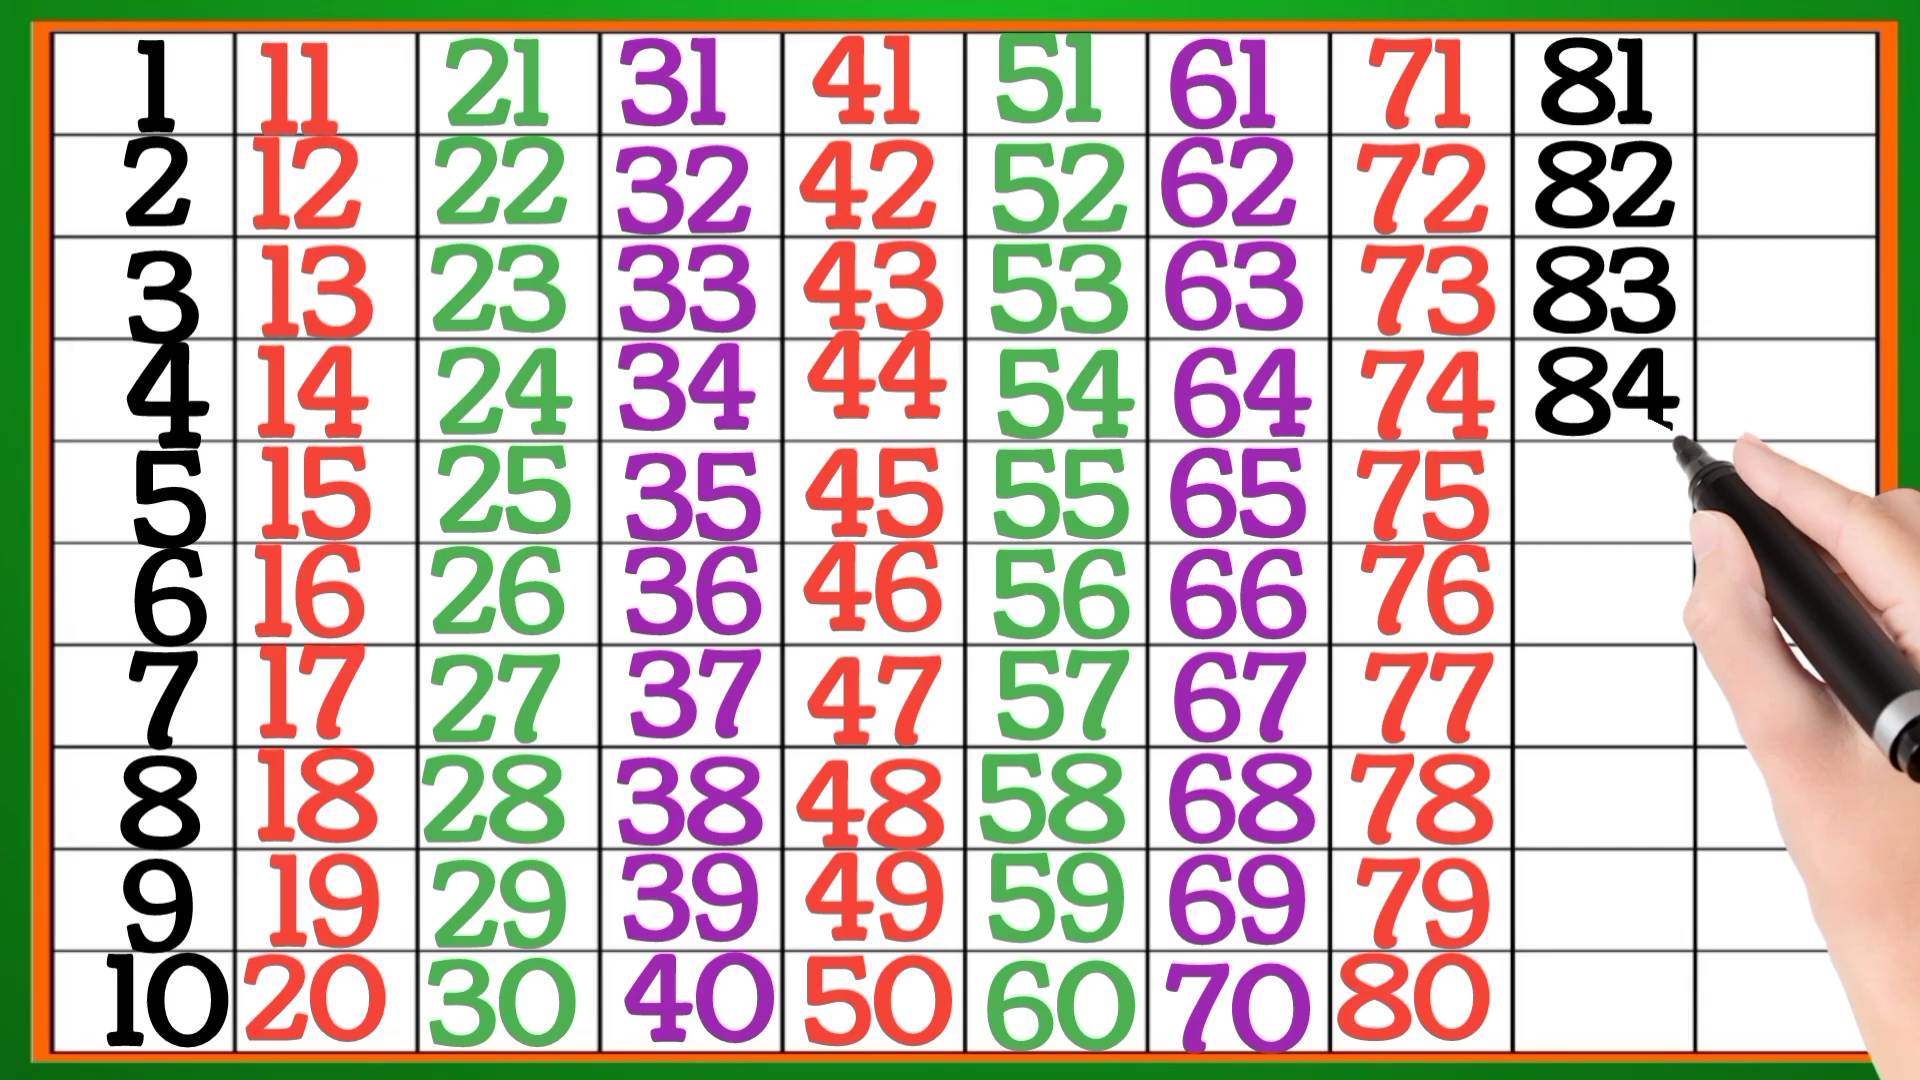 1 11 21 31 41 51 61 71 81
2 12 22 32 42 52 62 72 82
3 13 23 33 43 53 63 73 83
4 14 24 34 44 54 64 74 84
5 15 25 35 45 55 65 75
6 16 26 36 46 56 66 76
7 17 27 37 47 57 67 77
8 18 28 38 48 58 68 78
9 19 29 39 49 59 69 79
10 20 30 40 50 60 70 80